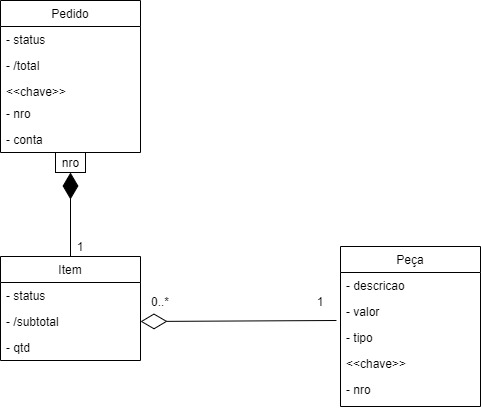 Pedido
- status
- /total
<<chave>>
- nro
- conta
nro
1
Item
- status
- /subtotal
- qtd
0..*
1
Peça
- descricao
- valor
- tipo
<<chave>>
- nro